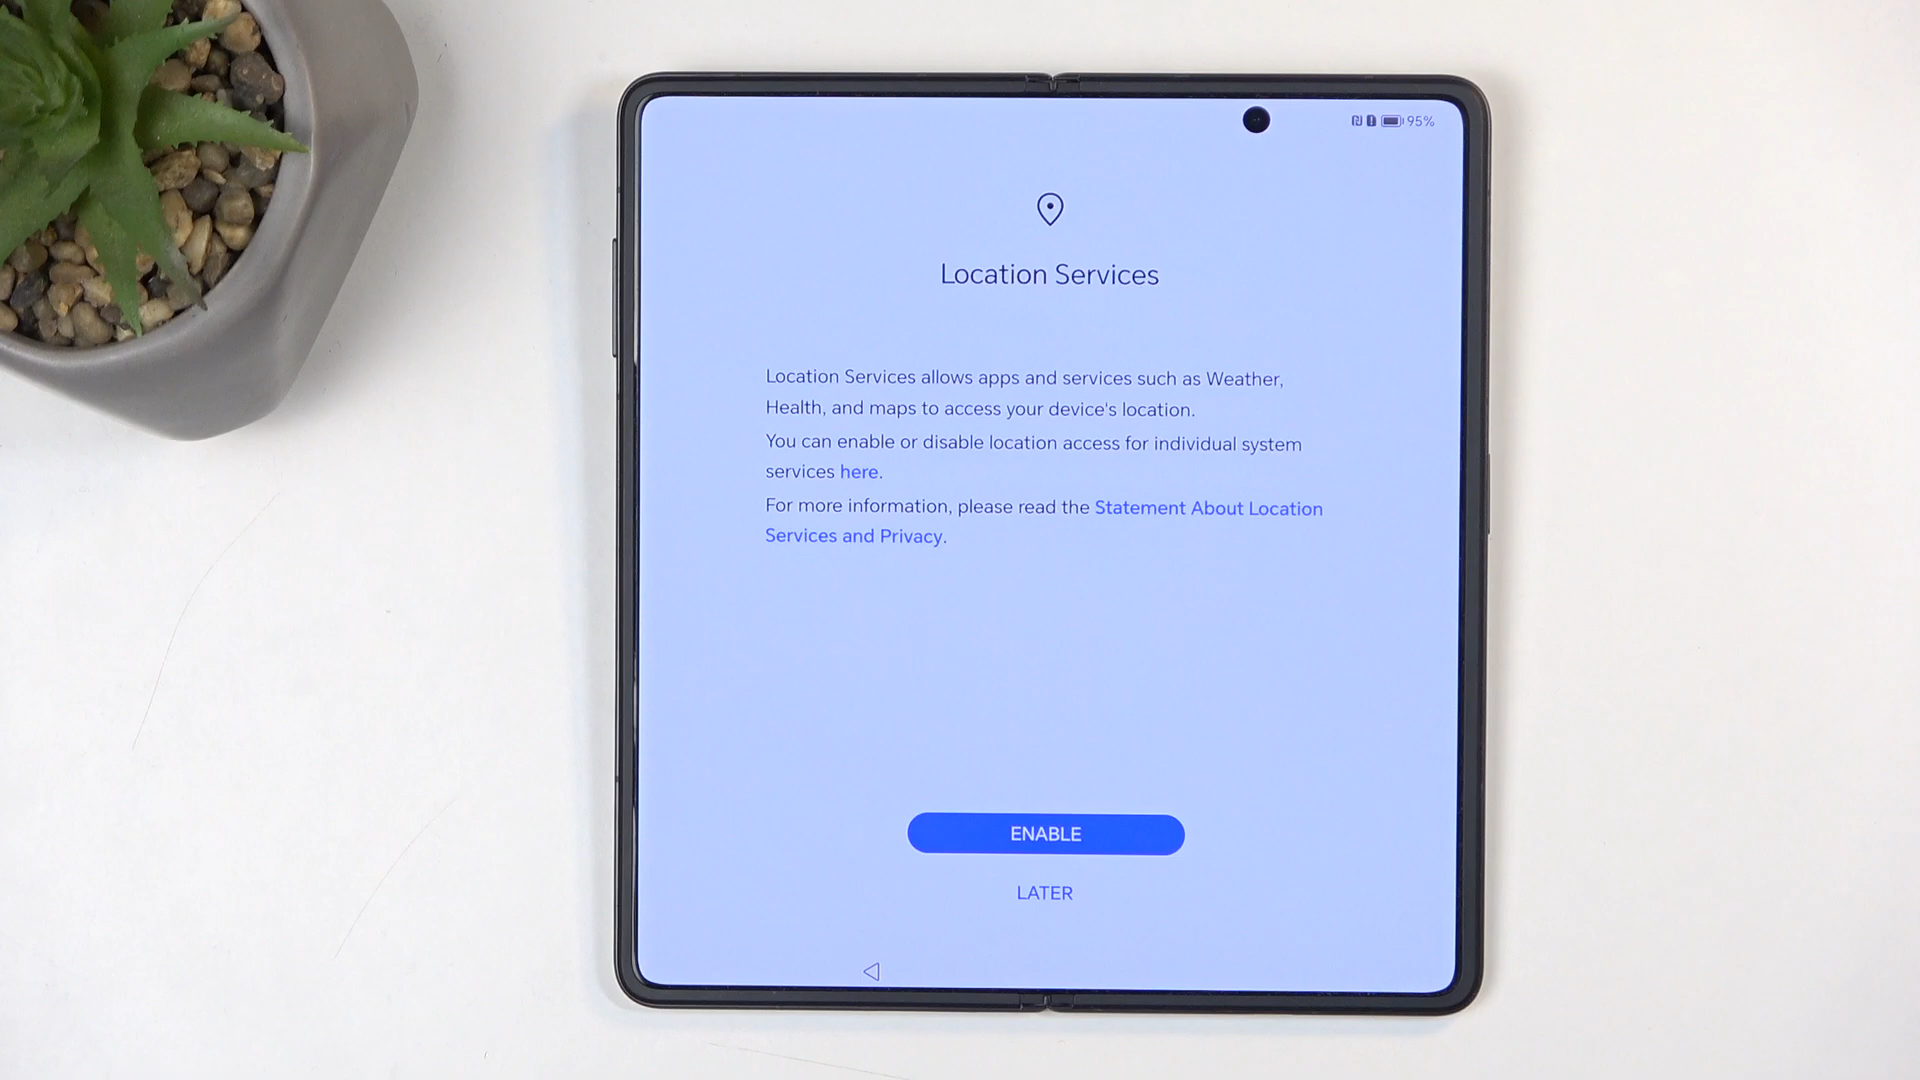 95%
Location Services
Location Services allows apps and services such as Weather,
Health, and maps to access your device's location.
You can enable or disable location access for individual system
services here.
For more information, please read the Statement About Location
Services and Privacy.
ENABLE
LATER